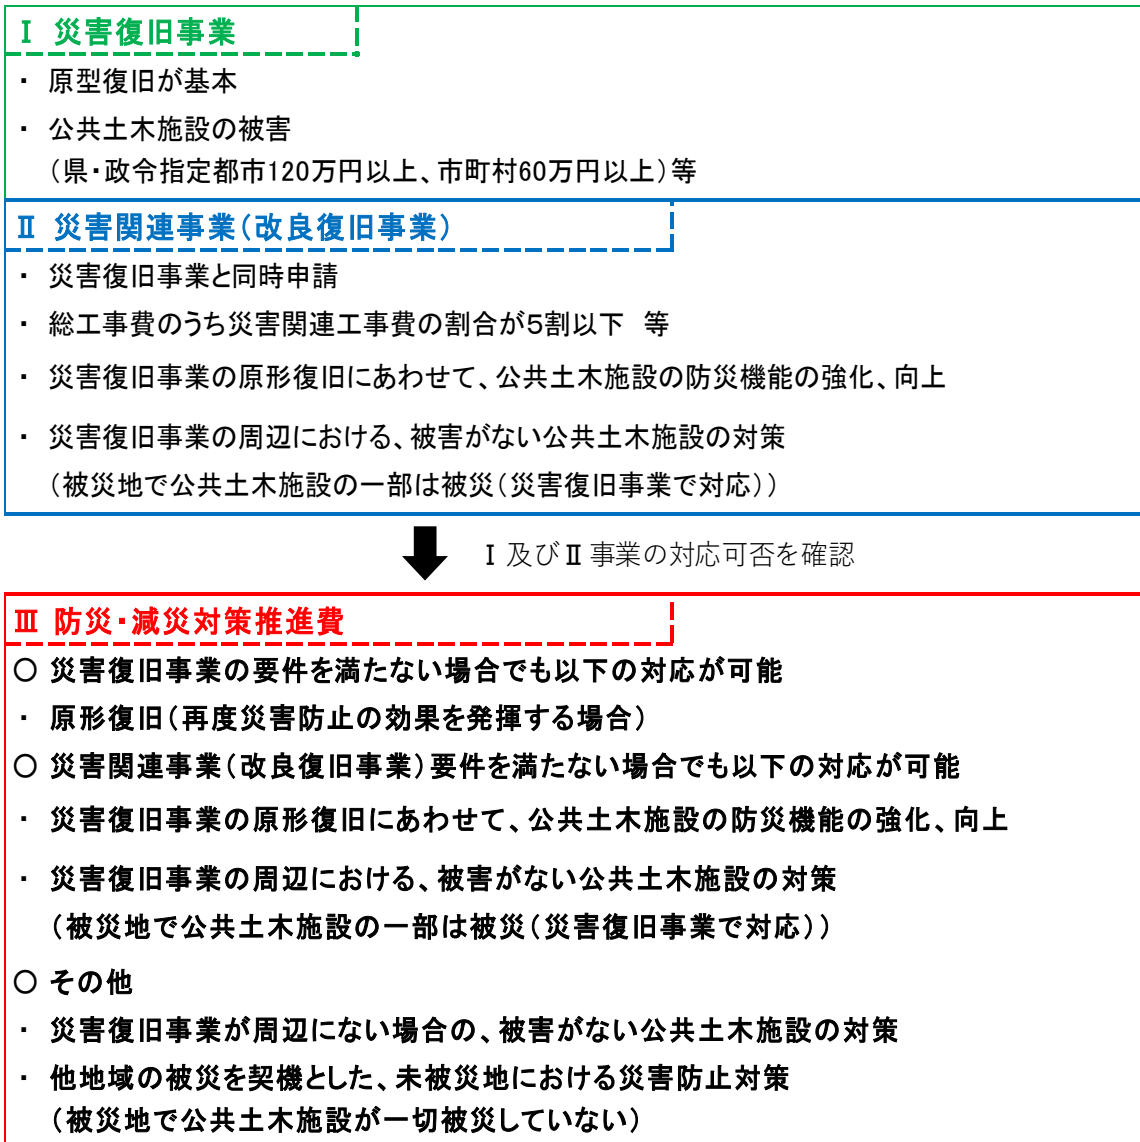 Ⅰ 災害復旧事業
・ 原型復旧が基本
・ 公共土木施設の被害
（県・政令指定都市120万円以上、市町村60万円以上）等
Ⅱ 災害関連事業（改良復旧事業）
・ 災害復旧事業と同時申請
・ 総工事費のうち災害関連工事費の割合が５割以下　等
・ 災害復旧事業の原形復旧にあわせて、公共土木施設の防災機能の強化、向上
・ 災害復旧事業の周辺における、被害がない公共土木施設の対策
（被災地で公共土木施設の一部は被災（災害復旧事業で対応））
Ⅰ 及び Ⅱ 事業の対応可否を確認
Ⅲ 防災・減災対策推進費
○ 災害復旧事業の要件を満たない場合でも以下の対応が可能
・ 原形復旧（再度災害防止の効果を発揮する場合）
○ 災害関連事業（改良復旧事業）要件を満たない場合でも以下の対応が可能
・ 災害復旧事業の原形復旧にあわせて、公共土木施設の防災機能の強化、向上
・ 災害復旧事業の周辺における、被害がない公共土木施設の対策
（被災地で公共土木施設の一部は被災（災害復旧事業で対応））
○ その他
・ 災害復旧事業が周辺にない場合の、被害がない公共土木施設の対策
・ 他地域の被災を契機とした、未被災地における災害防止対策
（被災地で公共土木施設が一切被災していない）